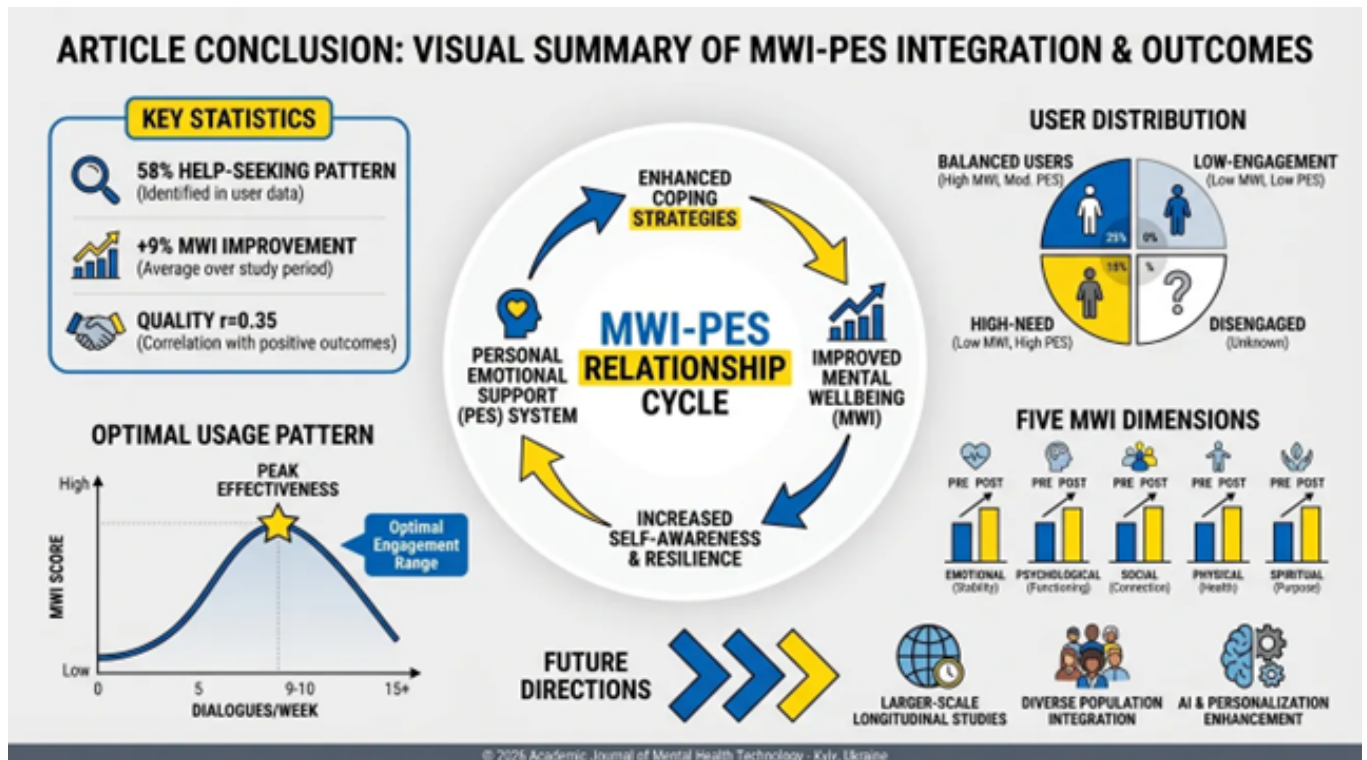 ARTICLE CONCLUSION: VISUAL SUMMARY OF MWI-PES INTEGRATION & OUTCOMES
KEY STATISTICS
58% HELP-SEEKING PATTERN
(Identified in user data)
+9% MWI IMPROVEMENT
(Average over study period)
QUALITY r=0.35
(Correlation with positive outcomes)
OPTIMAL USAGE PATTERN
PEAK
EFFECTIVENESS
Optimal
Engagement
Range
High
MWI SCORE
Low
0
5
9-10
15+
DIALOGUES/WEEK
ENHANCED
COPING
STRATEGIES
MWI-PES
RELATIONSHIP
CYCLE
PERSONAL
EMOTIONAL
SUPPORT
(PES) SYSTEM
IMPROVED
MENTAL
WELLBEING
(MWI)
INCREASED
SELF-AWARENESS
& RESILIENCE
USER DISTRIBUTION
BALANCED USERS
(High MWI, Mod. PES)
LOW-ENGAGEMENT
(Low MWI, Low PES)
25%
0%
15%
%
?
HIGH-NEED
(Low MWI, High PES)
DISENGAGED
(Unknown)
FIVE MWI DIMENSIONS
PRE POST
PRE POST
PRE POST
PRE POST
PRE POST
EMOTIONAL
(Stability)
PSYCHOLOGICAL
(Functioning)
SOCIAL
(Connection)
PHYSICAL
(Health)
SPIRITUAL
(Purpose)
FUTURE
DIRECTIONS
LARGER-SCALE
LONGITUDINAL STUDIES
DIVERSE POPULATION
INTEGRATION
AI & PERSONALIZATION
ENHANCEMENT
© 2026 Academic Journal of Mental Health Technology - Kyiv, Ukraine